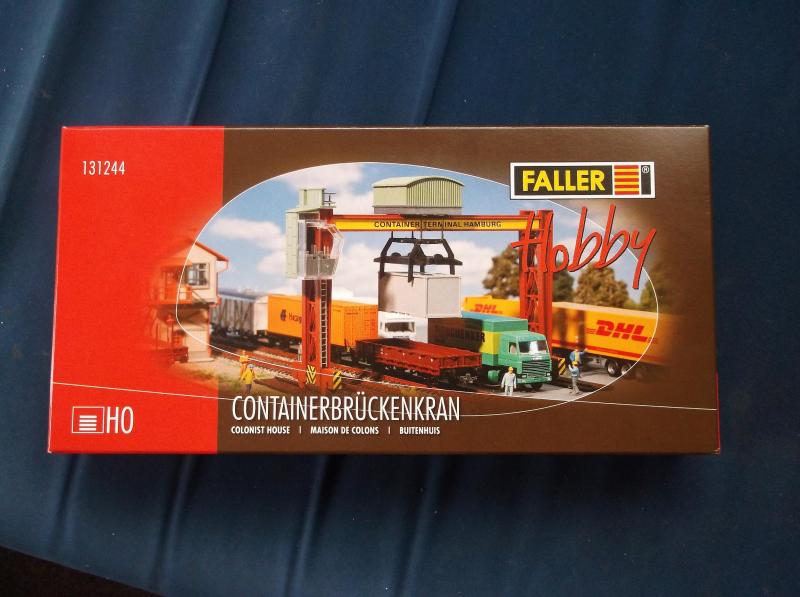 131244
FALLER
Hobby
CONTAINER TERMINAL HAMBURG
DHL
DHL
H0
CONTAINERBRÜCKENKRAN
COLONIST HOUSE | MAISON DE COLONS | BUITENHUIS